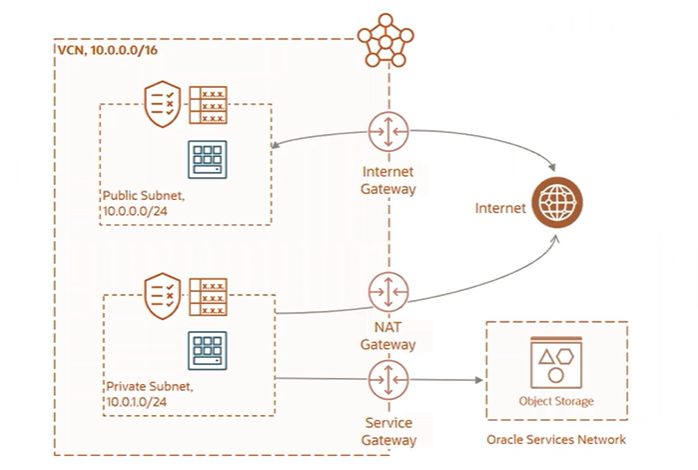 VCN, 10.0.0.0/16
x.x.x
x.x.x
x.x.x
Public Subnet,
10.0.0.0/24
Internet
Gateway
Internet
x.x.x
x.x.x
x.x.x
Private Subnet,
10.0.1.0/24
NAT
Gateway
Service
Gateway
Object Storage
Oracle Services Network